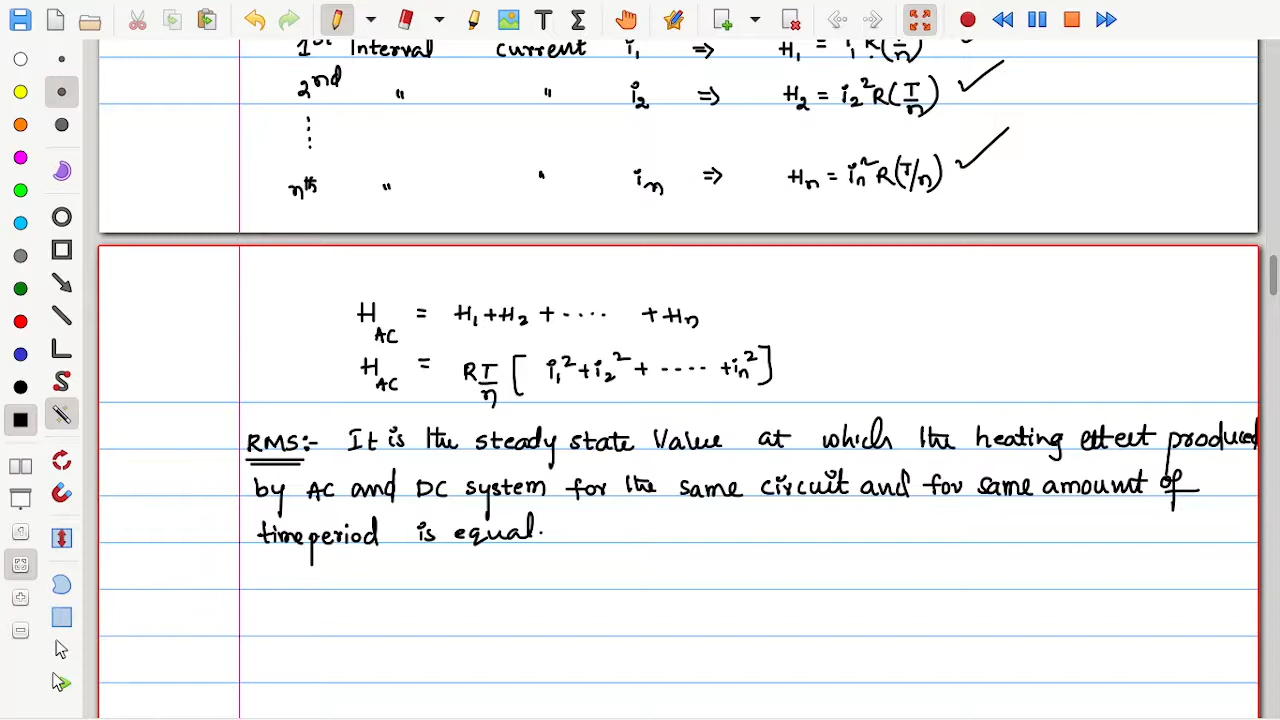 1st Interval current i₁ ⇒ H₁ = i₁²R(T/n)
2nd " " i₂ ⇒ H₂ = i₂²R(T/n) ✓
⋮
nth " " iₙ ⇒ Hₙ = iₙ²R(T/n) ✓
H_AC = H₁+H₂+ ···· +Hₙ
H_AC = RT/n [ i₁²+i₂²+ ···· +iₙ²]
RMS:- It is the steady state Value at which the heating effect produced
by AC and DC system for the same circuit and for same amount of
timeperiod is equal.